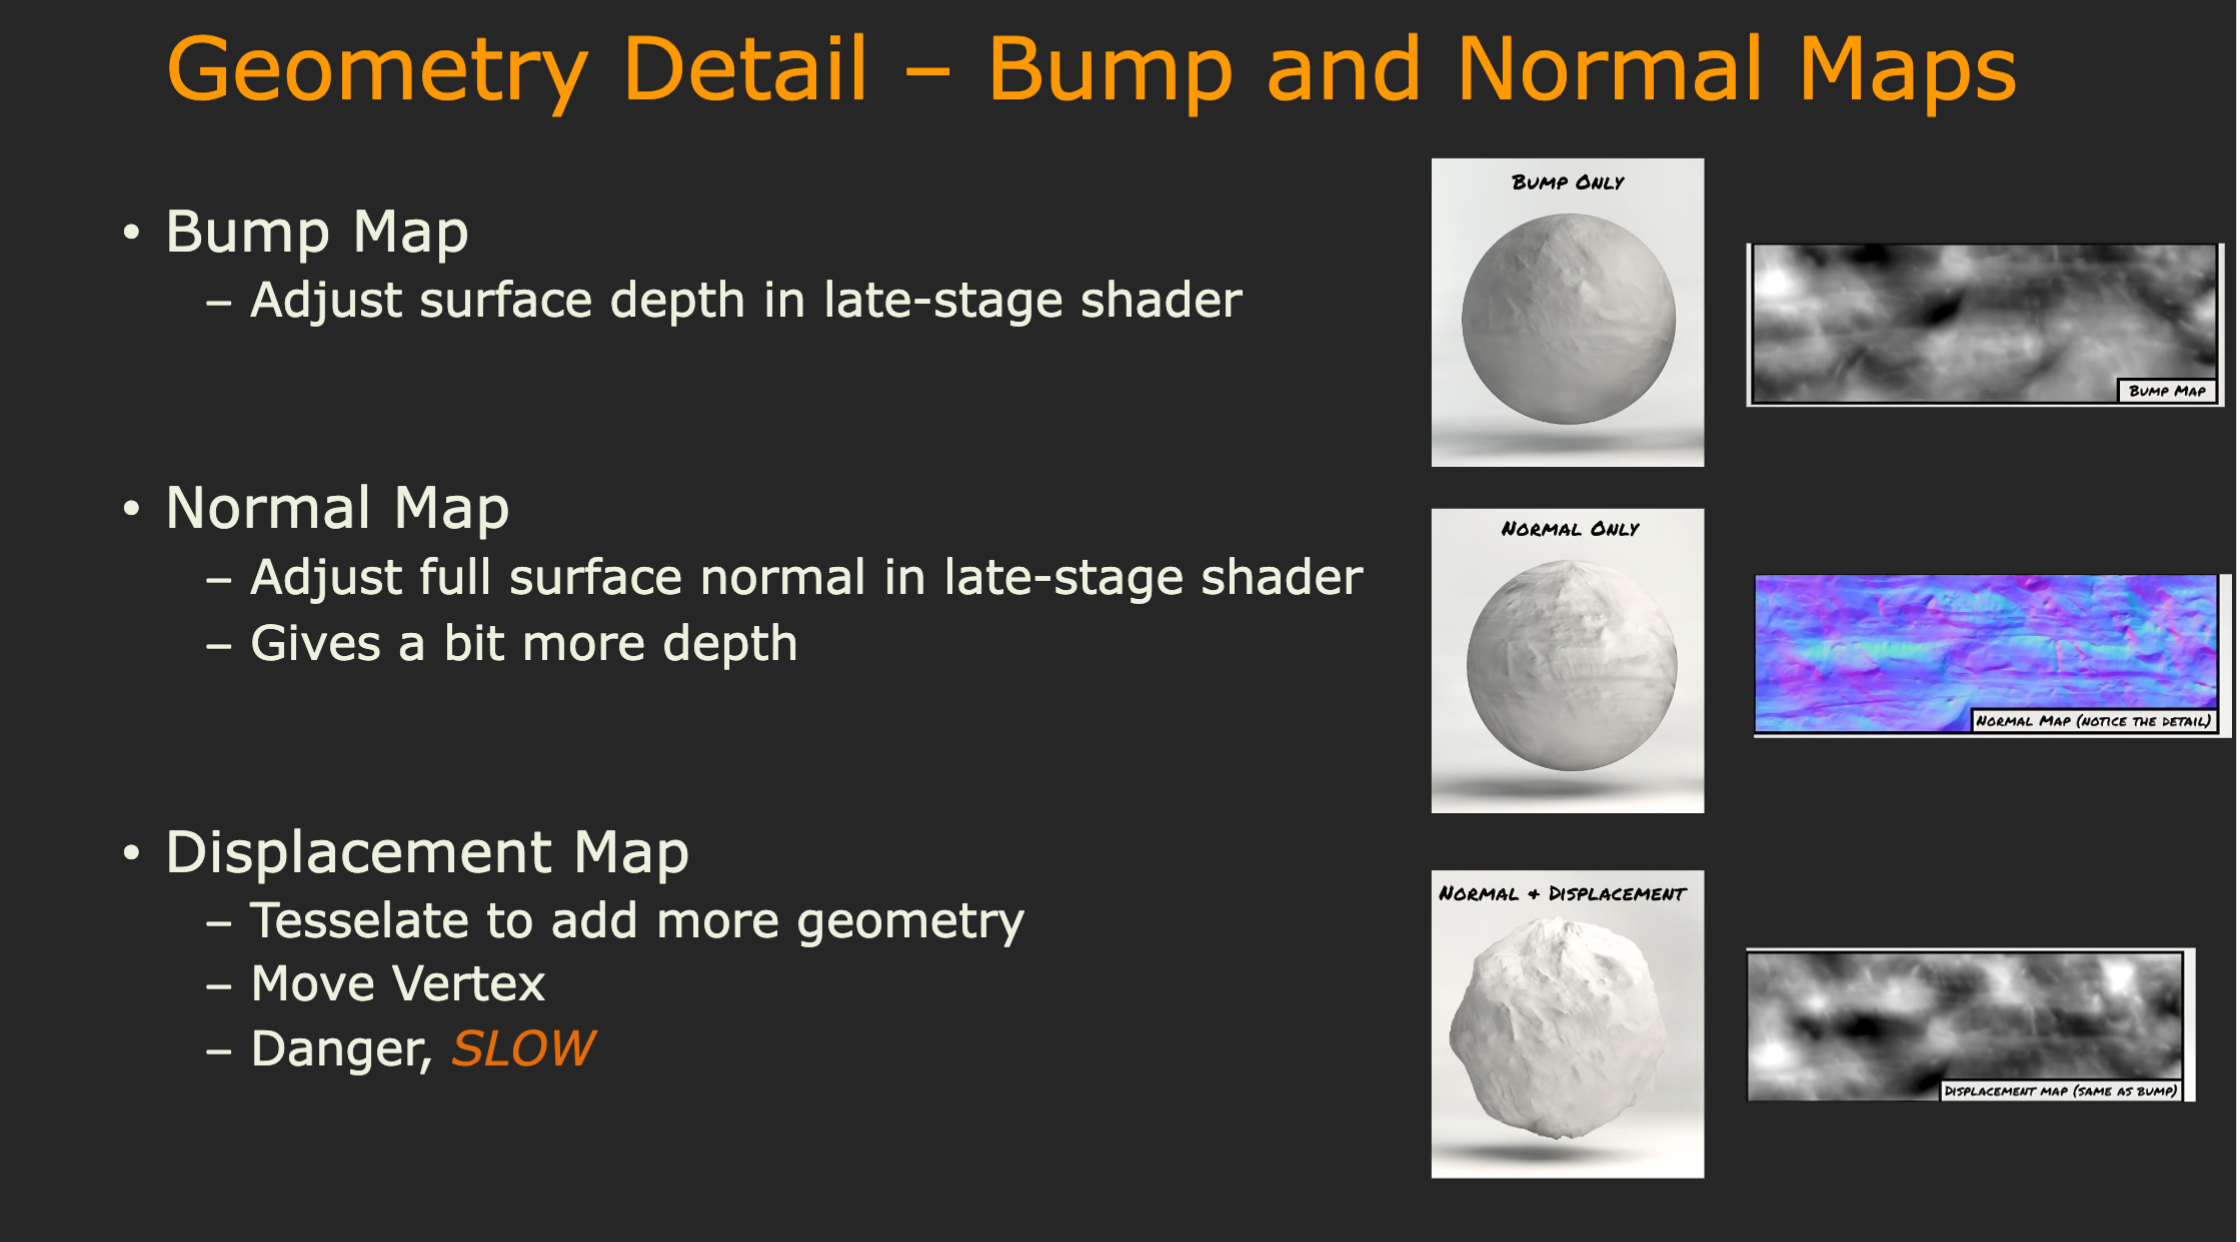 Geometry Detail – Bump and Normal Maps
• Bump Map
– Adjust surface depth in late-stage shader
BUMP ONLY
BUMP MAP
• Normal Map
– Adjust full surface normal in late-stage shader
– Gives a bit more depth
NORMAL ONLY
NORMAL MAP (NOTICE THE DETAIL)
• Displacement Map
– Tesselate to add more geometry
– Move Vertex
– Danger, SLOW
NORMAL + DISPLACEMENT
DISPLACEMENT MAP (SAME AS BUMP)